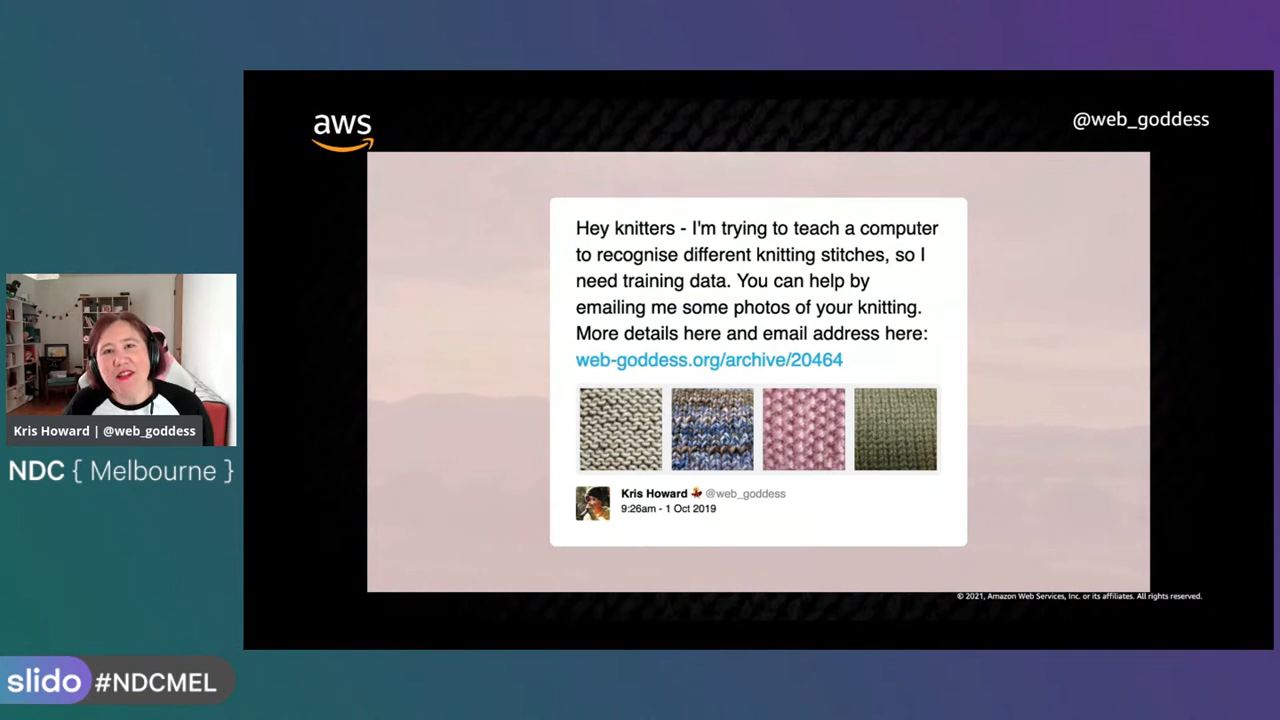 aws
@web_goddess
Hey knitters - I'm trying to teach a computer
to recognise different knitting stitches, so I
need training data. You can help by
emailing me some photos of your knitting.
More details here and email address here:
web-goddess.org/archive/20464
Kris Howard @web_goddess
9:26am - 1 Oct 2019
© 2021, Amazon Web Services, Inc. or its affiliates. All rights reserved.
Kris Howard | @web_goddess
NDC { Melbourne }
slido #NDCMEL